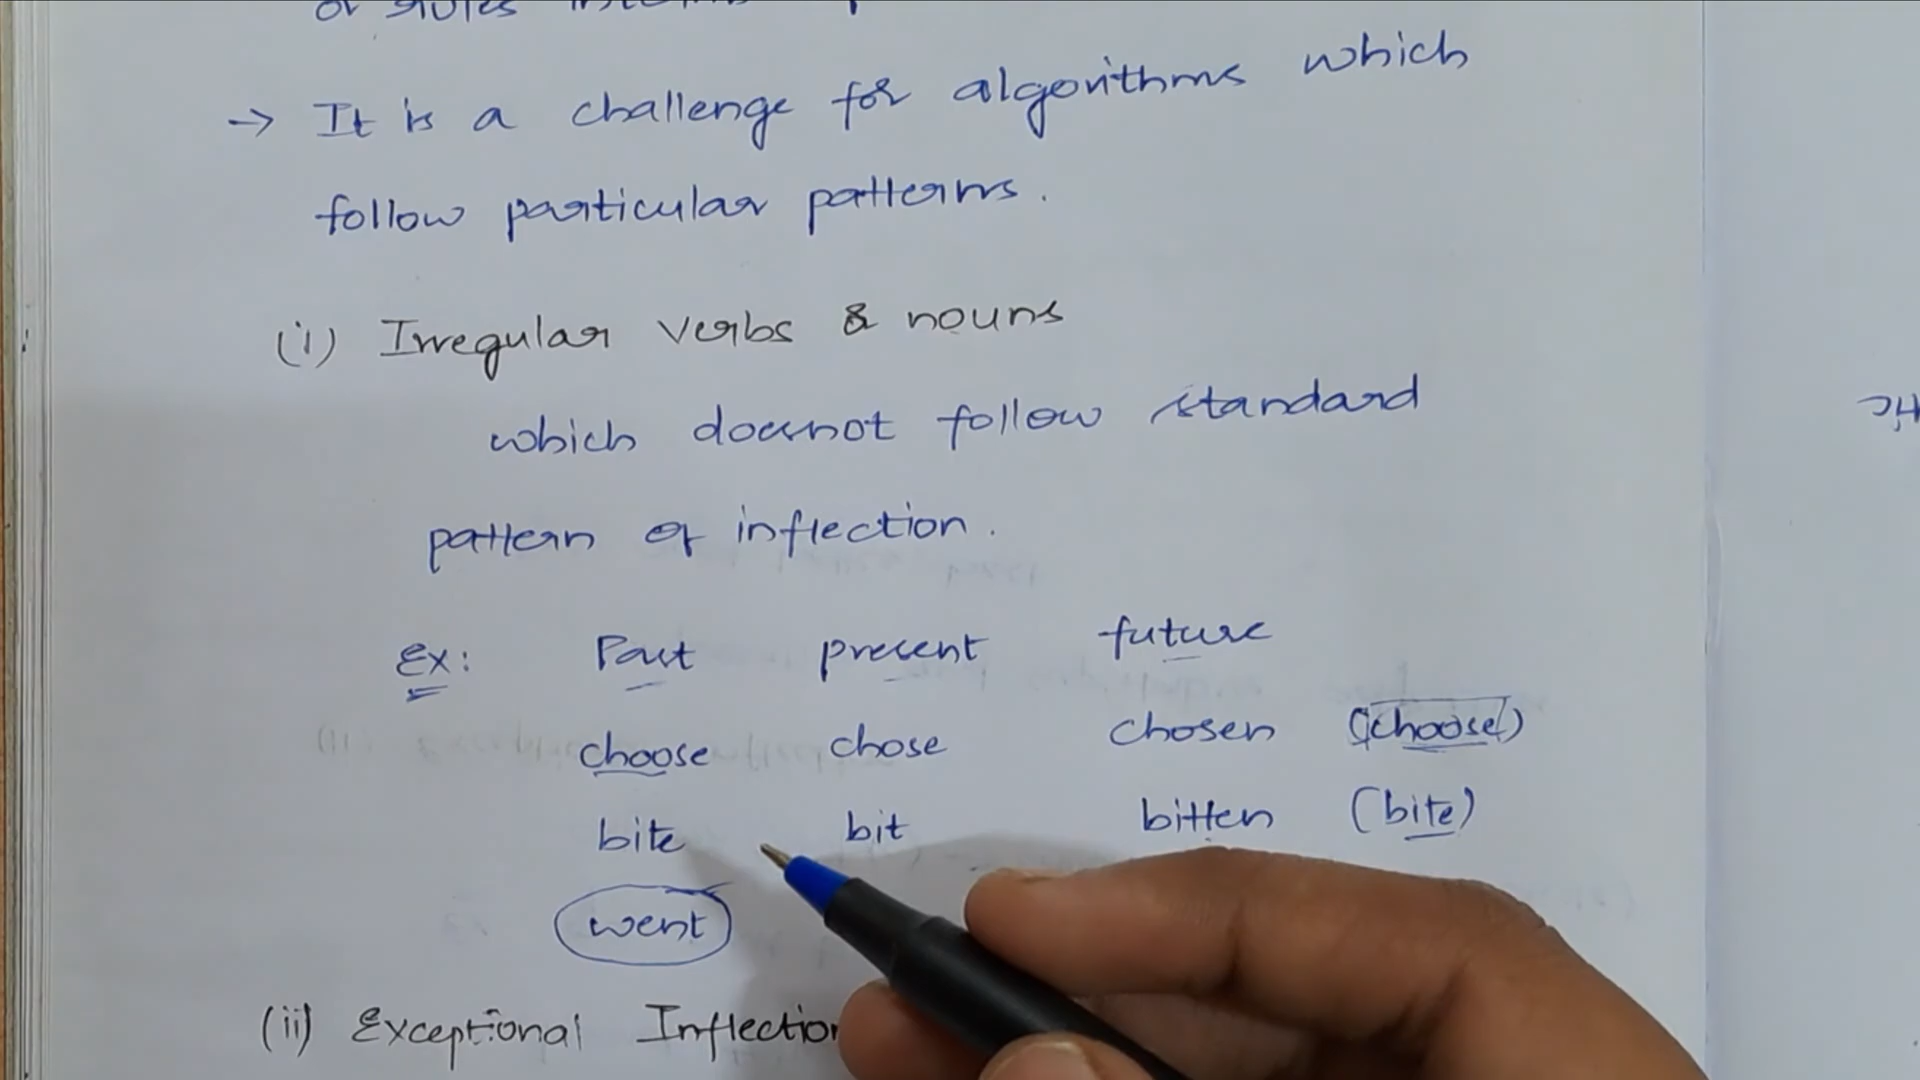 → It is a challenge for algorithms which
follow particular patterns.
(i) Irregular verbs & nouns
which doesnot follow standard
pattern of inflection.
Ex: Past present future
choose chose chosen (choose)
bite bit bitten (bite)
went
(ii) Exceptional Inflection